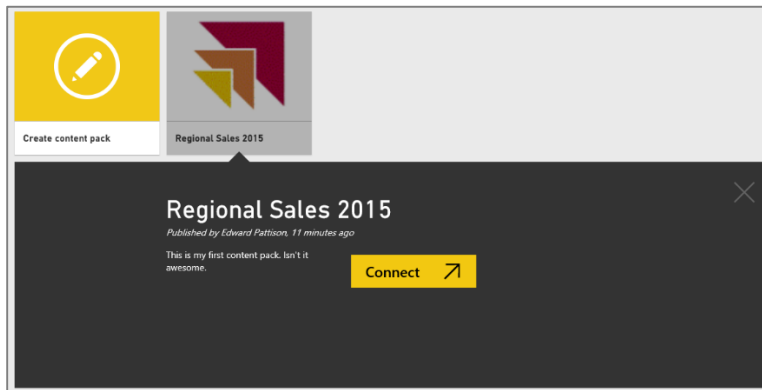 Create content pack
Regional Sales 2015
Regional Sales 2015
Published by Edward Pattison, 11 minutes ago
This is my first content pack. Isn't it
awesome.
Connect